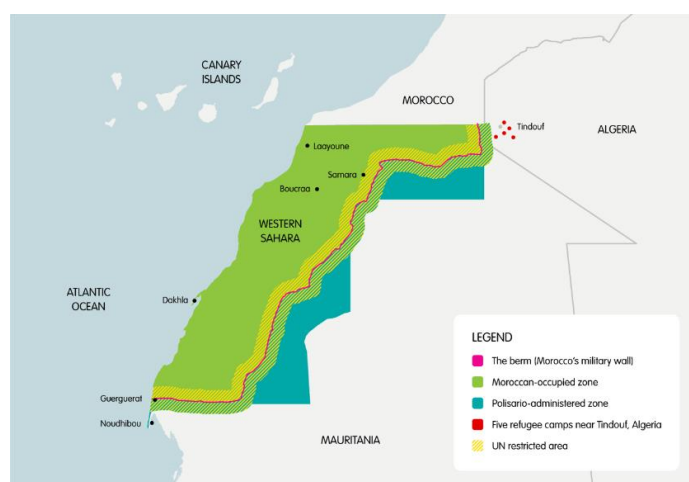 CANARY
ISLANDS
MOROCCO
Tindouf
ALGERIA
Laayoune
Samara
Boucraa
WESTERN
SAHARA
ATLANTIC
OCEAN
Dakhla
Guerguerat
Noudhibou
MAURITANIA
LEGEND
The berm (Morocco's military wall)
Moroccan-occupied zone
Polisario-administered zone
Five refugee camps near Tindouf, Algeria
UN restricted area